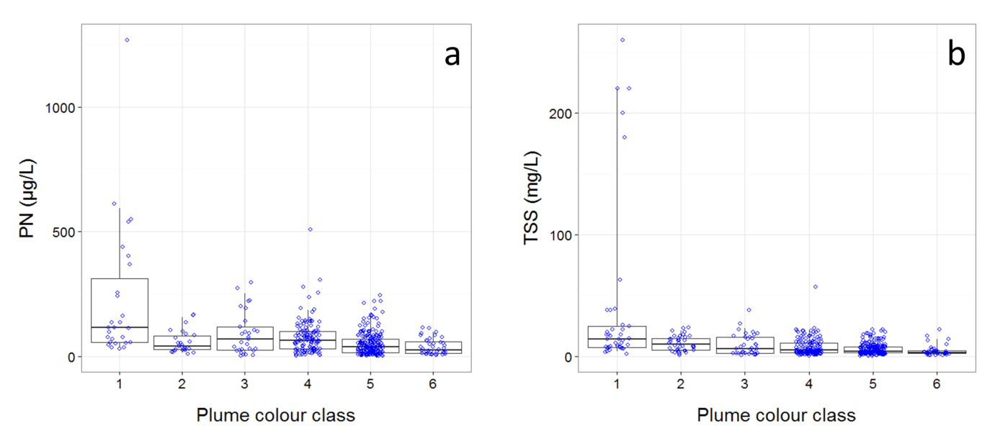 a
1000
500
0
PN (µg/L)
1 2 3 4 5 6
Plume colour class
b
200
100
0
TSS (mg/L)
1 2 3 4 5 6
Plume colour class